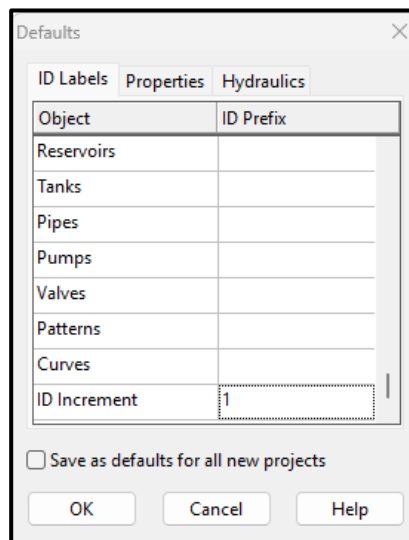 Defaults
ID Labels Properties Hydraulics
Object ID Prefix
Reservoirs
Tanks
Pipes
Pumps
Valves
Patterns
Curves
ID Increment 1
Save as defaults for all new projects
OK Cancel Help